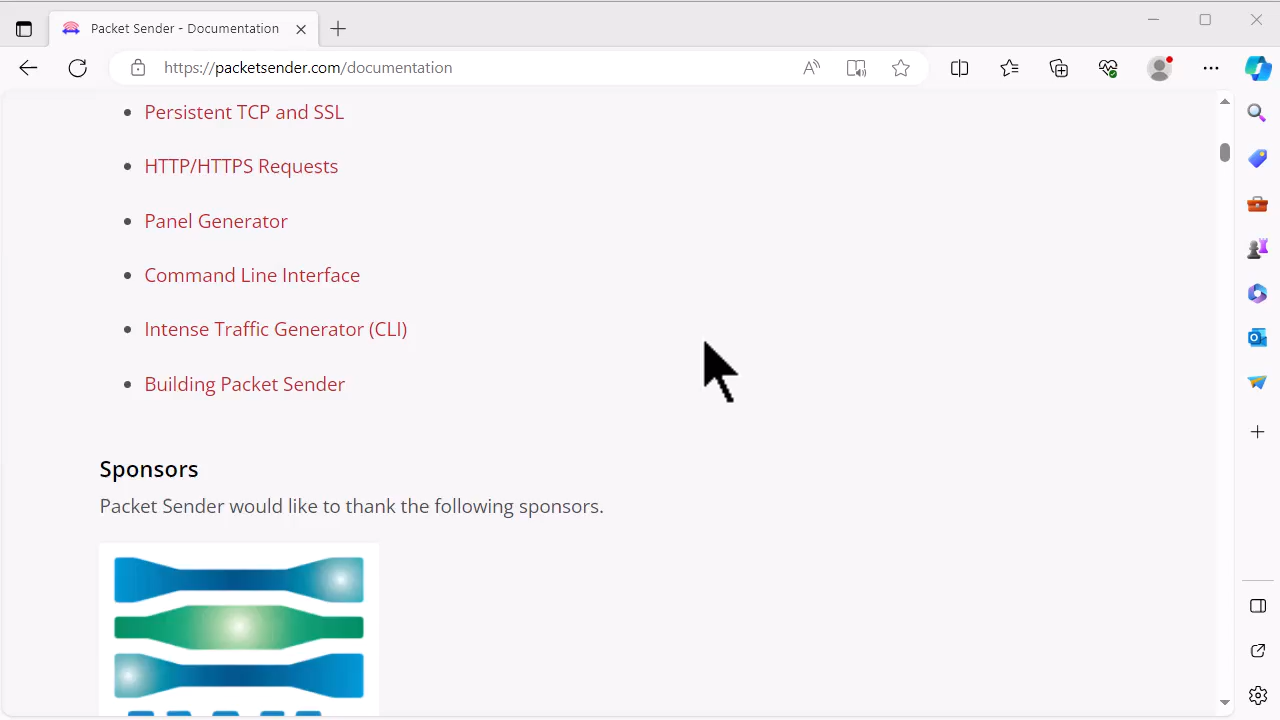 Packet Sender - Documentation
https://packetsender.com/documentation
Persistent TCP and SSL
HTTP/HTTPS Requests
Panel Generator
Command Line Interface
Intense Traffic Generator (CLI)
Building Packet Sender
Sponsors
Packet Sender would like to thank the following sponsors.